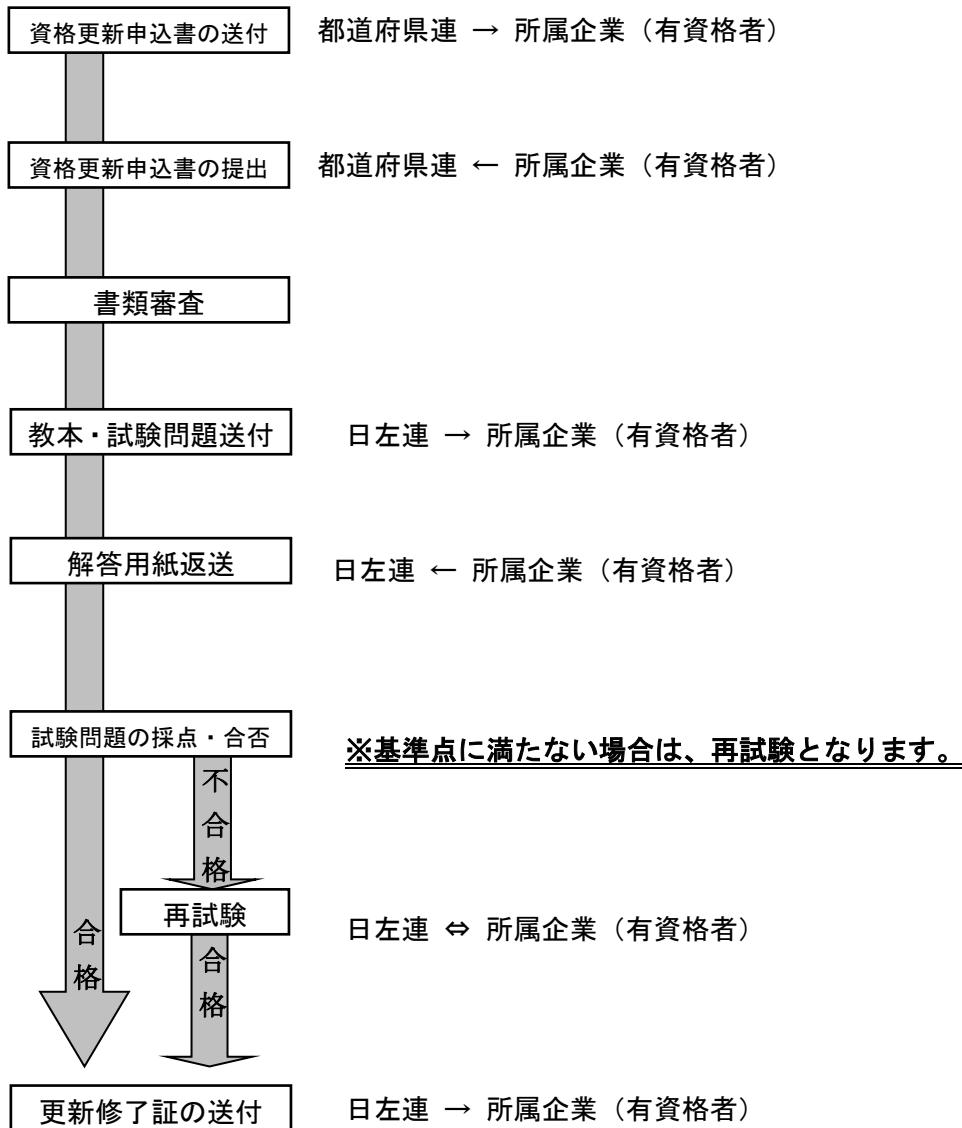 資格更新申込書の送付 都道府県連 → 所属企業（有資格者）
資格更新申込書の提出 都道府県連 ← 所属企業（有資格者）
書類審査
教本・試験問題送付 日左連 → 所属企業（有資格者）
解答用紙返送 日左連 ← 所属企業（有資格者）
試験問題の採点・合否 ※基準点に満たない場合は、再試験となります。
不合格
再試験 日左連 ⇔ 所属企業（有資格者）
合格
合格
更新修了証の送付 日左連 → 所属企業（有資格者）